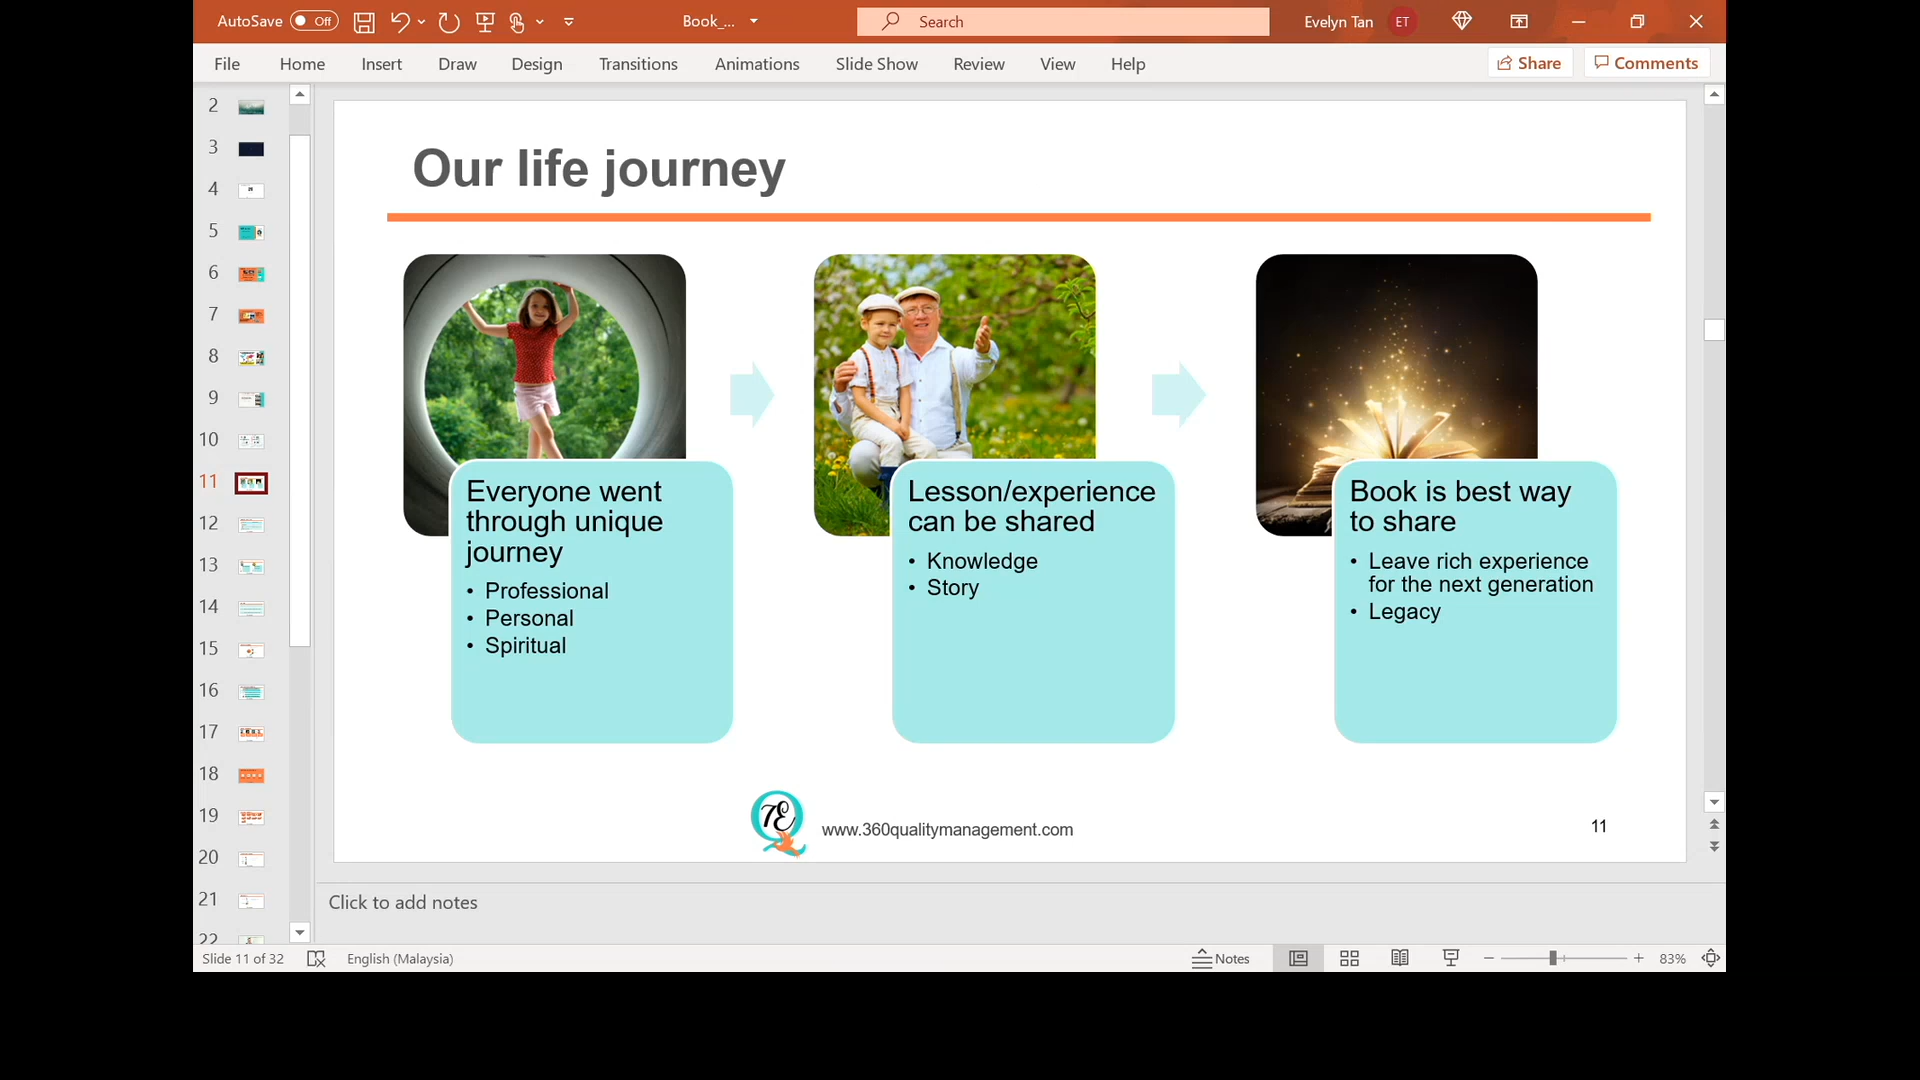 AutoSave Off
Book_...
Search
Evelyn Tan ET
File Home Insert Draw Design Transitions Animations Slide Show Review View Help
Share Comments
2
3
4
5
6
7
8
9
10
11
12
13
14
15
16
17
18
19
20
21
22
Our life journey
Everyone went
through unique
journey
• Professional
• Personal
• Spiritual
Lesson/experience
can be shared
• Knowledge
• Story
Book is best way
to share
• Leave rich experience
for the next generation
• Legacy
7E
www.360qualitymanagement.com
11
Click to add notes
Slide 11 of 32
English (Malaysia)
Notes
83%